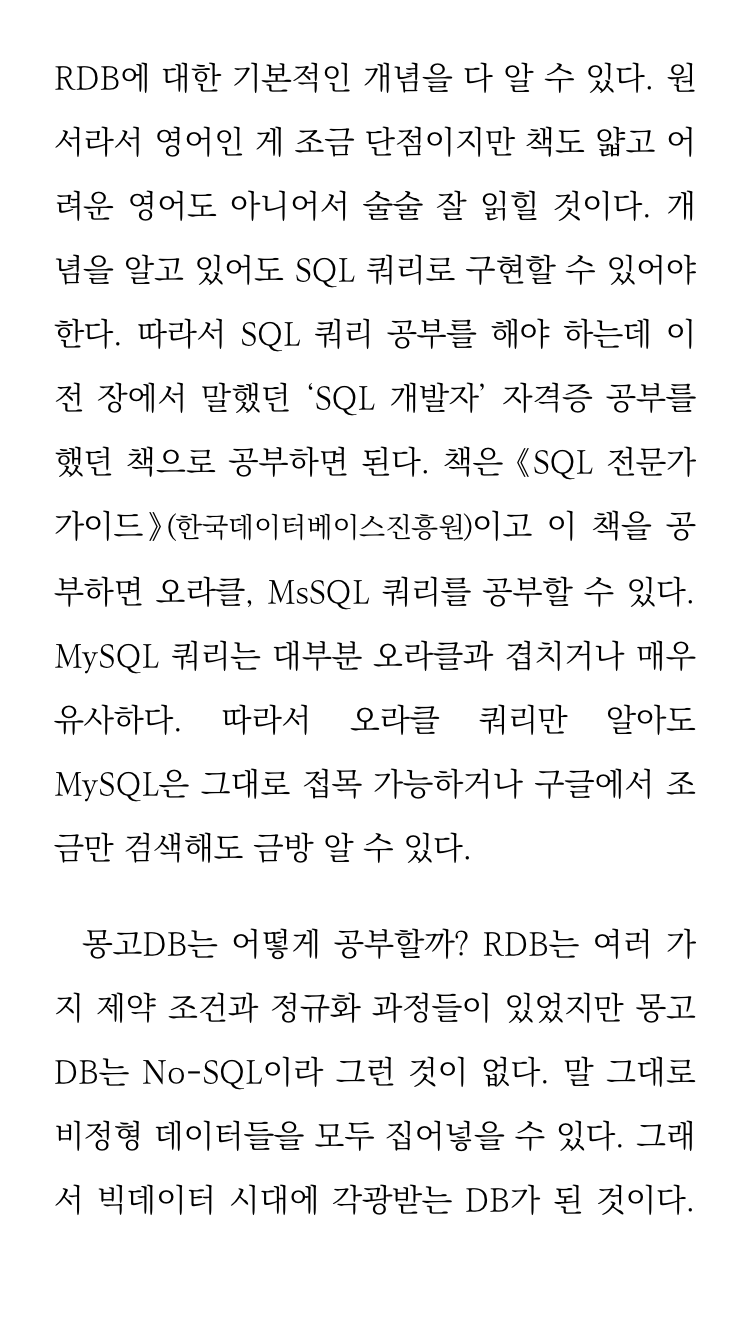 RDB에 대한 기본적인 개념을 다 알 수 있다. 원
서라서 영어인 게 조금 단점이지만 책도 얇고 어
려운 영어도 아니어서 술술 잘 읽힐 것이다. 개
념을 알고 있어도 SQL 쿼리로 구현할 수 있어야
한다. 따라서 SQL 쿼리 공부를 해야 하는데 이
전 장에서 말했던 ‘SQL 개발자’ 자격증 공부를
했던 책으로 공부하면 된다. 책은 《SQL 전문가
가이드》(한국데이터베이스진흥원)이고 이 책을 공
부하면 오라클, MsSQL 쿼리를 공부할 수 있다.
MySQL 쿼리는 대부분 오라클과 겹치거나 매우
유사하다. 따라서 오라클 쿼리만 알아도
MySQL은 그대로 접목 가능하거나 구글에서 조
금만 검색해도 금방 알 수 있다.
몽고DB는 어떻게 공부할까? RDB는 여러 가
지 제약 조건과 정규화 과정들이 있었지만 몽고
DB는 No-SQL이라 그런 것이 없다. 말 그대로
비정형 데이터들을 모두 집어넣을 수 있다. 그래
서 빅데이터 시대에 각광받는 DB가 된 것이다.